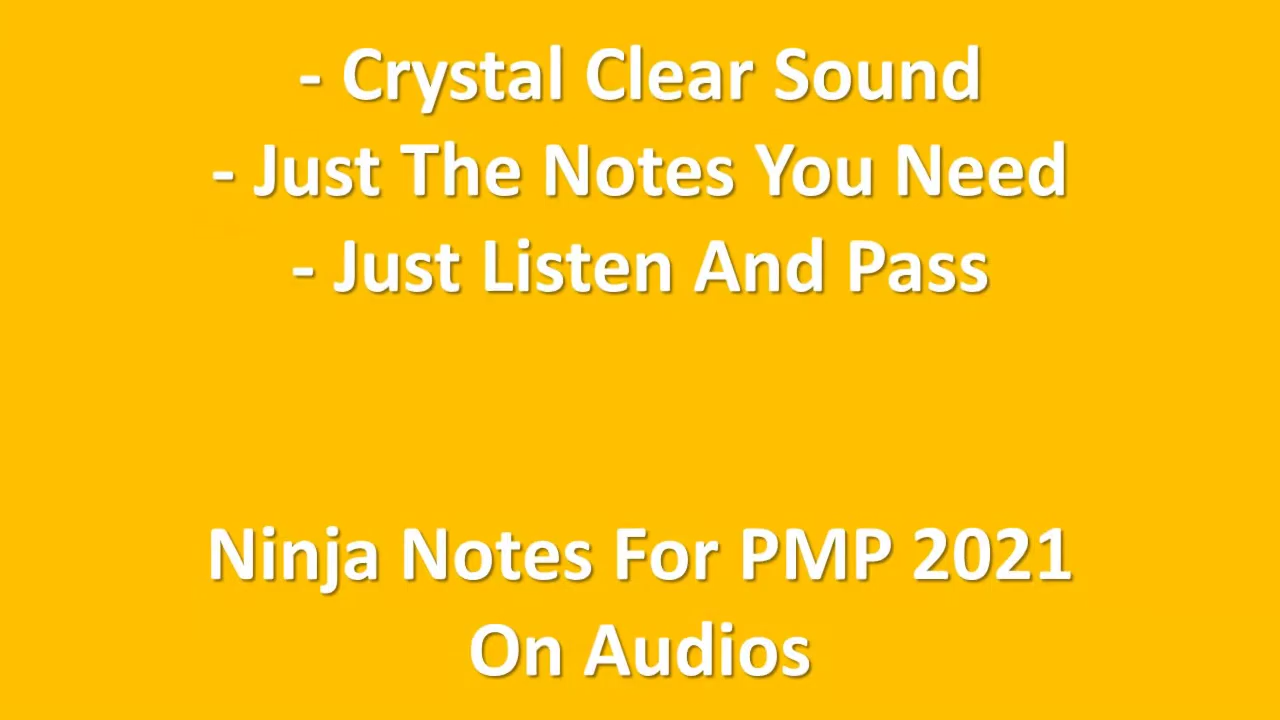 - Crystal Clear Sound
- Just The Notes You Need
- Just Listen And Pass
Ninja Notes For PMP 2021
On Audios